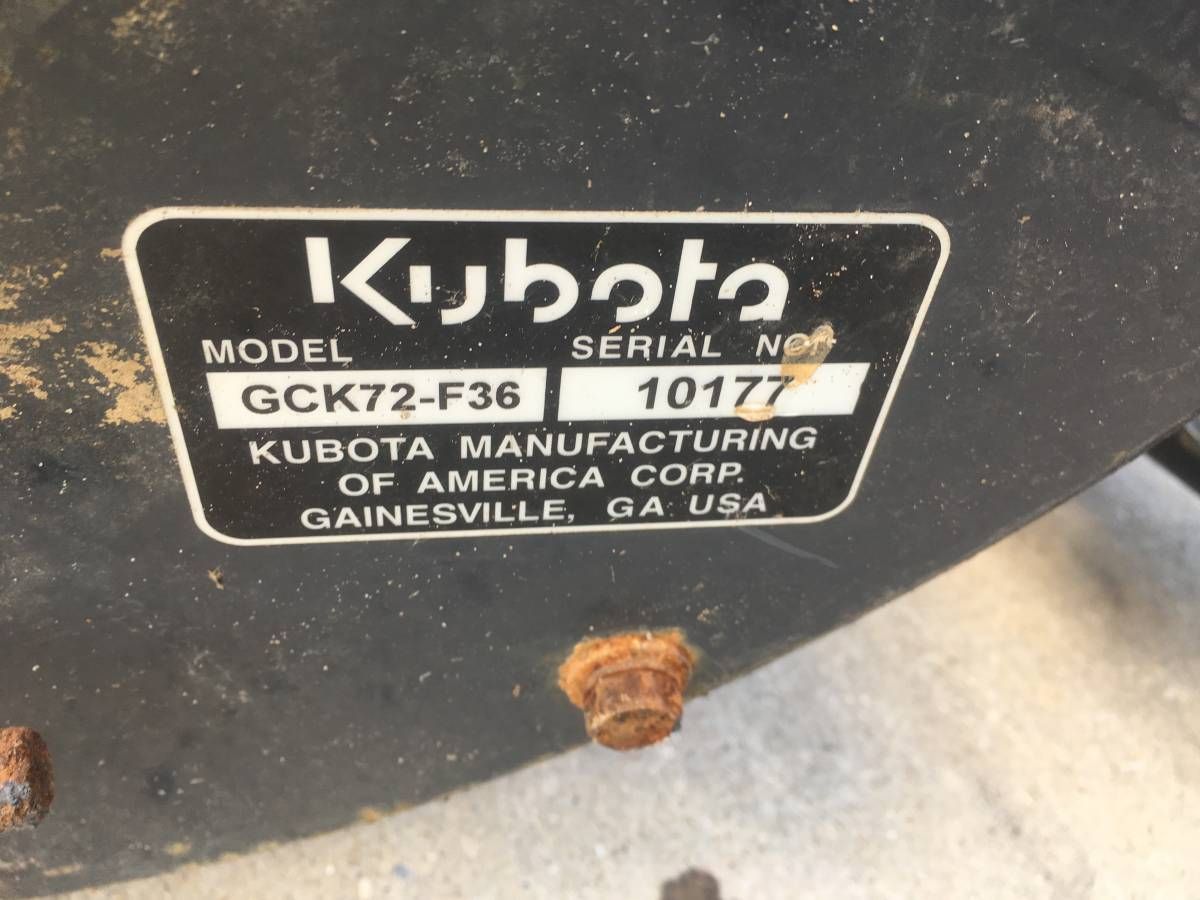 Kubota
MODEL SERIAL NO.
GCK72-F36 10177
KUBOTA MANUFACTURING
OF AMERICA CORP.
GAINESVILLE, GA USA